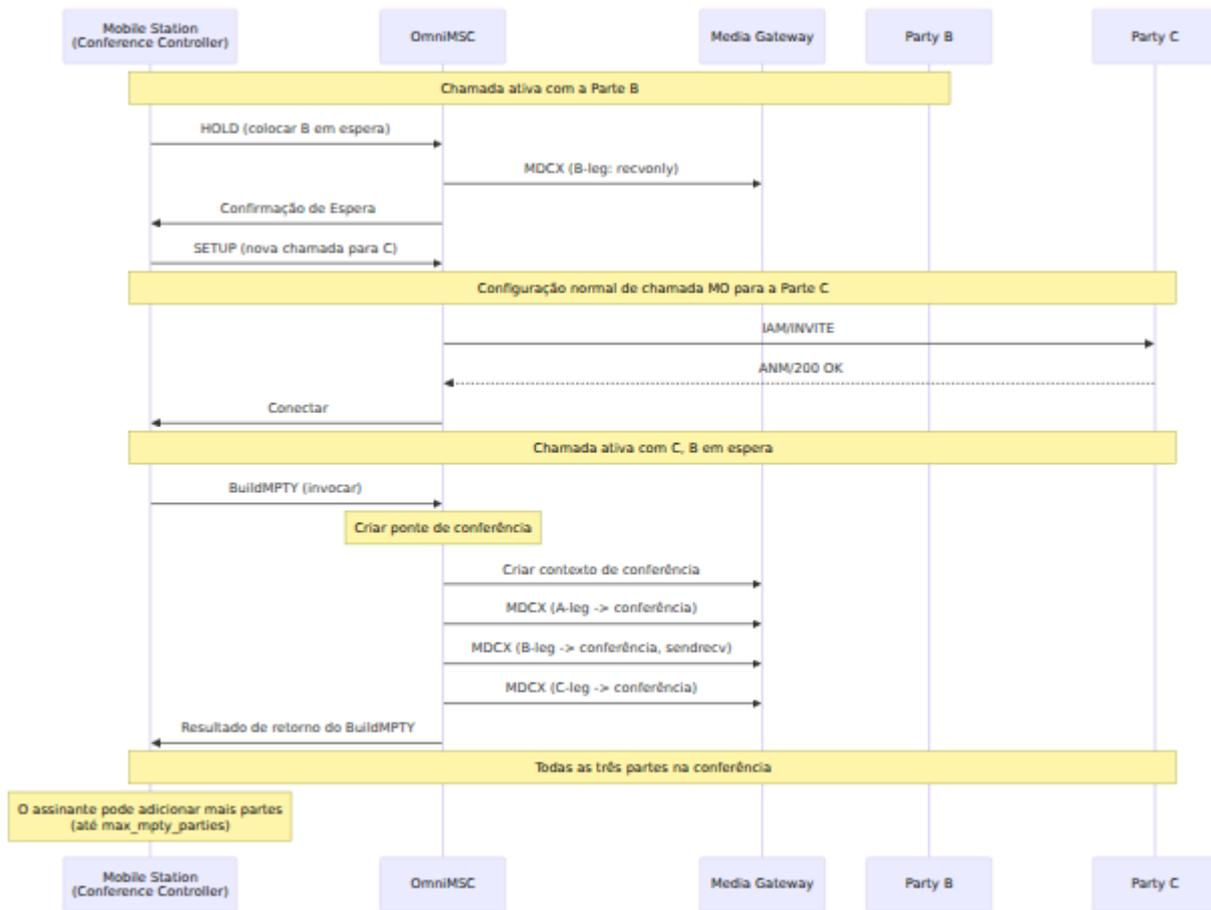 Mobile Station
(Conference Controller)
OmniMSC
Media Gateway
Party B
Party C
Chamada ativa com a Parte B
HOLD (colocar B em espera)
MDCX (B-leg: recvonly)
Confirmação de Espera
SETUP (nova chamada para C)
Configuração normal de chamada MO para a Parte C
IAM/INVITE
ANM/200 OK
Conectar
Chamada ativa com C, B em espera
BuildMPTY (invocar)
Criar ponte de conferência
Criar contexto de conferência
MDCX (A-leg -> conferência)
MDCX (B-leg -> conferência, sendrecv)
MDCX (C-leg -> conferência)
Resultado de retorno do BuildMPTY
Todas as três partes na conferência
O assinante pode adicionar mais partes
(até max_mpty_parties)
Mobile Station
(Conference Controller)
OmniMSC
Media Gateway
Party B
Party C